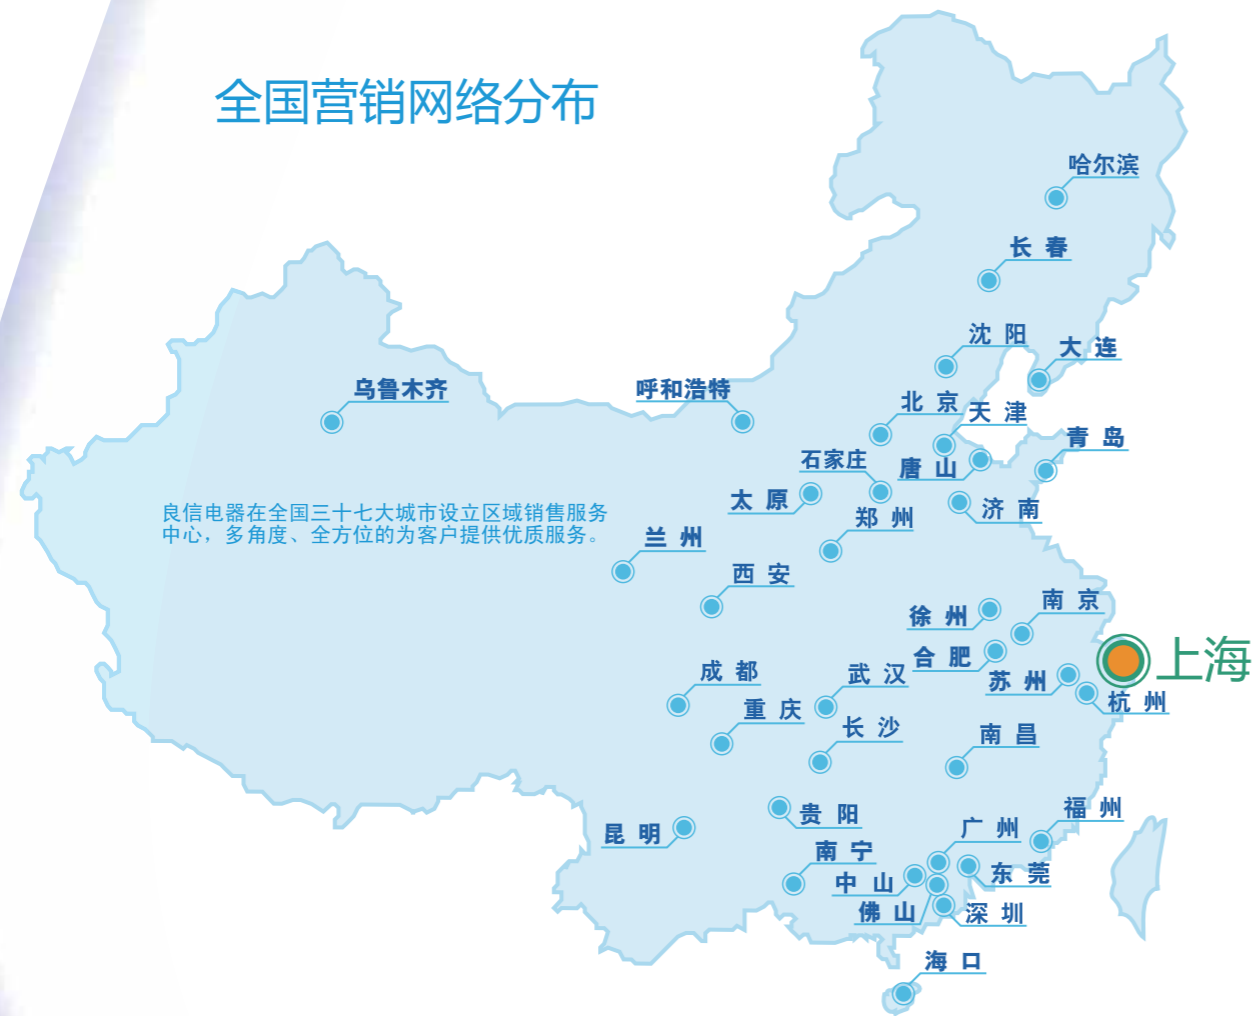 全国营销网络分布
哈尔滨
长春
沈阳
大连
乌鲁木齐
呼和浩特
北京
天津
青岛
石家庄
唐山
太原
济南
良信电器在全国三十七大城市设立区域销售服务
中心，多角度、全方位的为客户提供优质服务。
郑州
兰州
西安
南京
徐州
上海
合肥
成都
武汉
苏州
杭州
重庆
长沙
南昌
贵阳
福州
昆明
广州
南宁
东莞
中山
佛山
深圳
海口